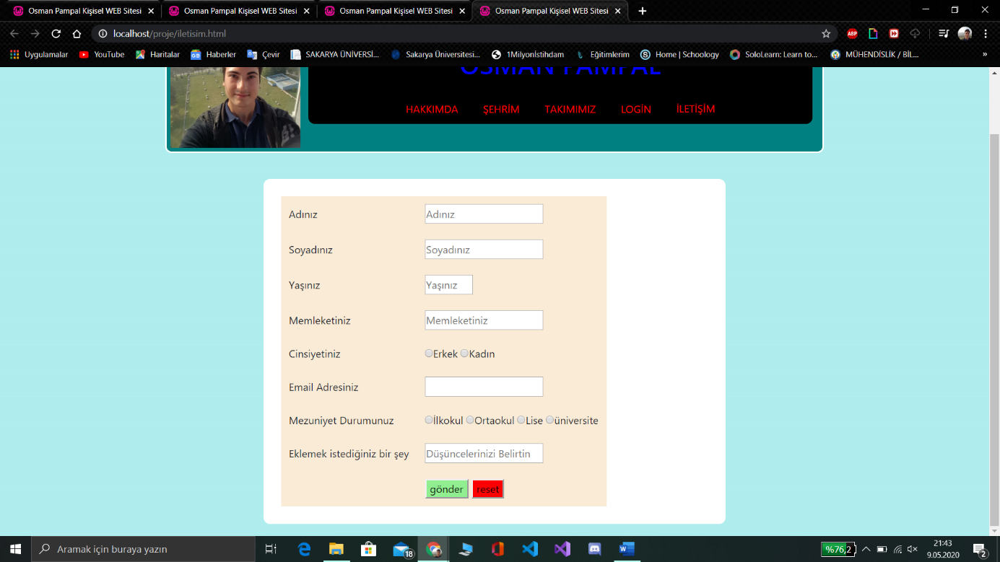 Osman Pampal Kişisel WEB Sitesi
Osman Pampal Kişisel WEB Sitesi
Osman Pampal Kişisel WEB Sitesi
Osman Pampal Kişisel WEB Sitesi
localhost/proje/iletisim.html
ABP
Uygulamalar YouTube Haritalar Haberler Çevir SAKARYA ÜNİVERSİ... Sakarya Üniversitesi... 1Milyonİstihdam Eğitimlerim Home | Schoology SoloLearn: Learn to... MÜHENDİSLİK / BİL... »
OSMAN PAMPAL
HAKKIMDA ŞEHRİM TAKIMIMIZ LOGİN İLETİŞİM
Adınız Adınız
Soyadınız Soyadınız
Yaşınız Yaşınız
Memleketiniz Memleketiniz
Cinsiyetiniz Erkek Kadın
Email Adresiniz
Mezuniyet Durumunuz İlkokul Ortaokul Lise üniversite
Eklemek istediğiniz bir şey Düşüncelerinizi Belirtin
gönder reset
Aramak için buraya yazın
18
%76,2
21:43
9.05.2020
2